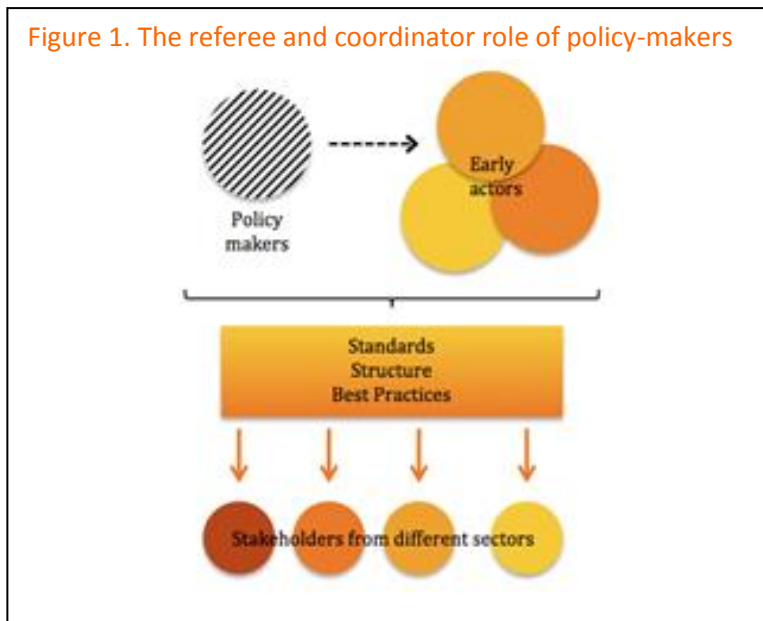 Figure 1. The referee and coordinator role of policy-makers
Early
actors
Policy
makers
Standards
Structure
Best Practices
Stakeholders from different sectors